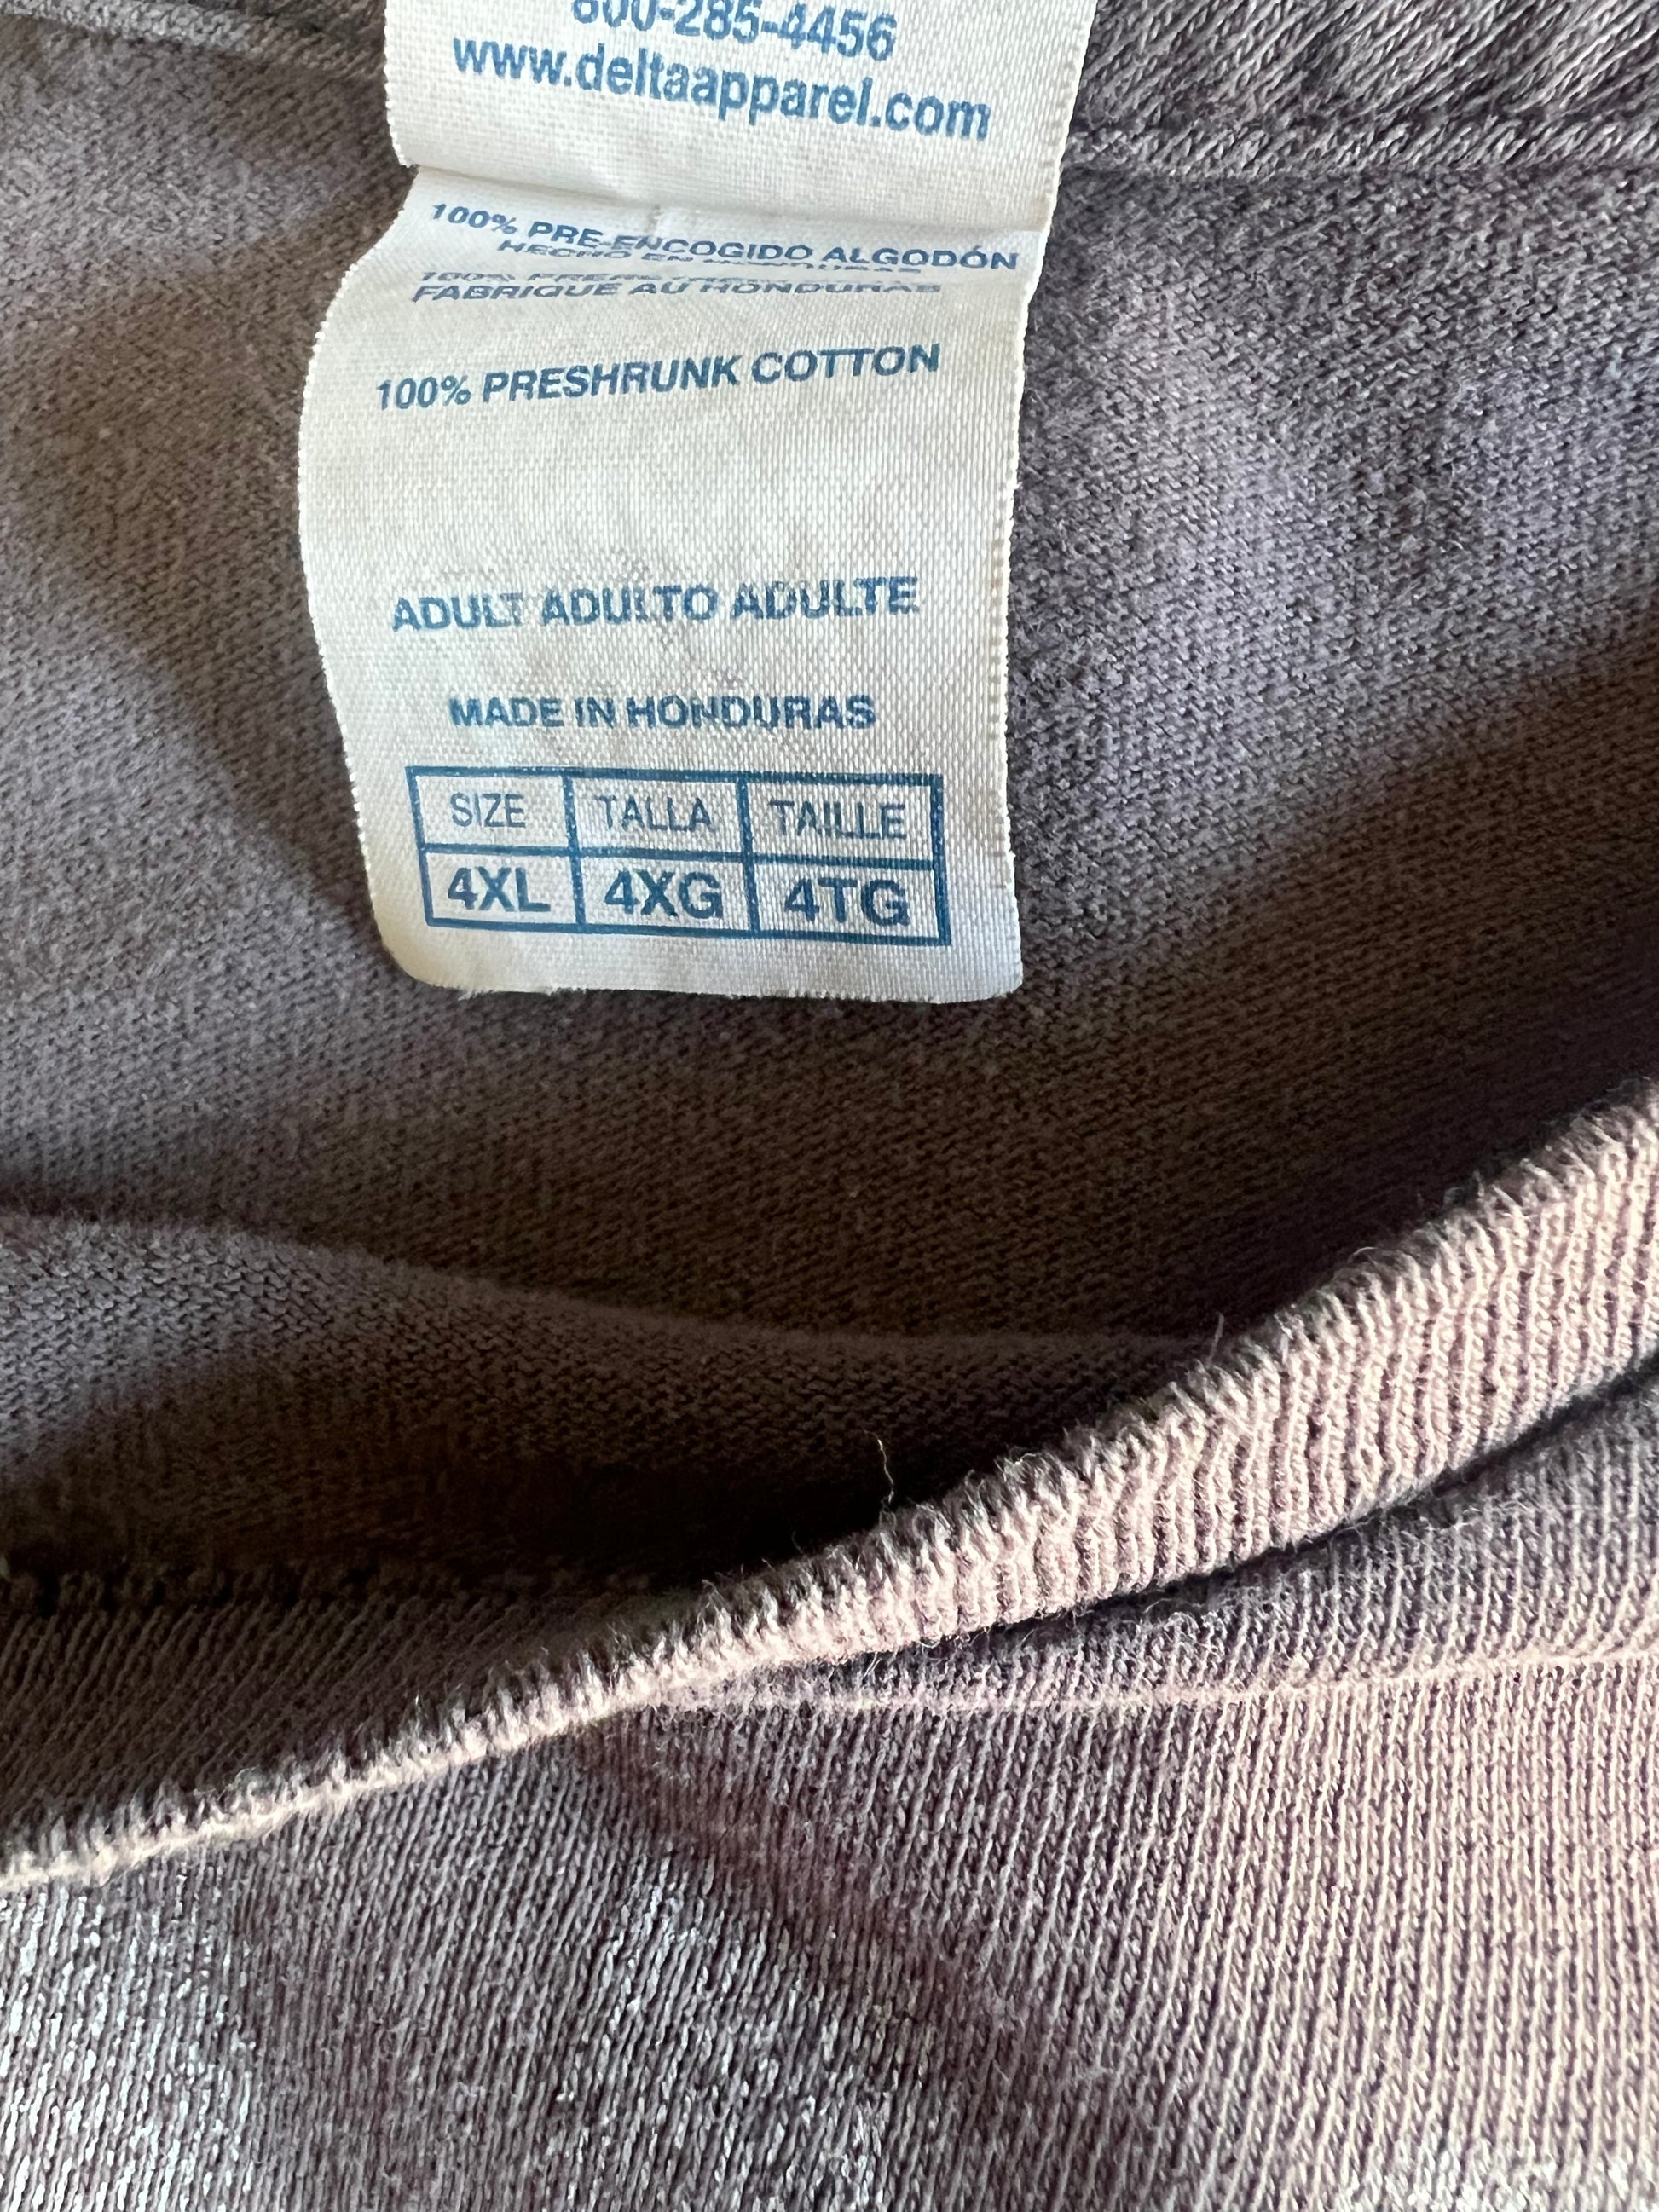 800-285-4456
www.deltaapparel.com
100% PRE-ENCOGIDO ALGODÓN
HECHO EN HONDURAS
100%
FABRIQUE AU HONDURAS
100% PRESHRUNK COTTON
ADULT ADULTO ADULTE
MADE IN HONDURAS
SIZE TALLA TAILLE
4XL 4XG 4TG